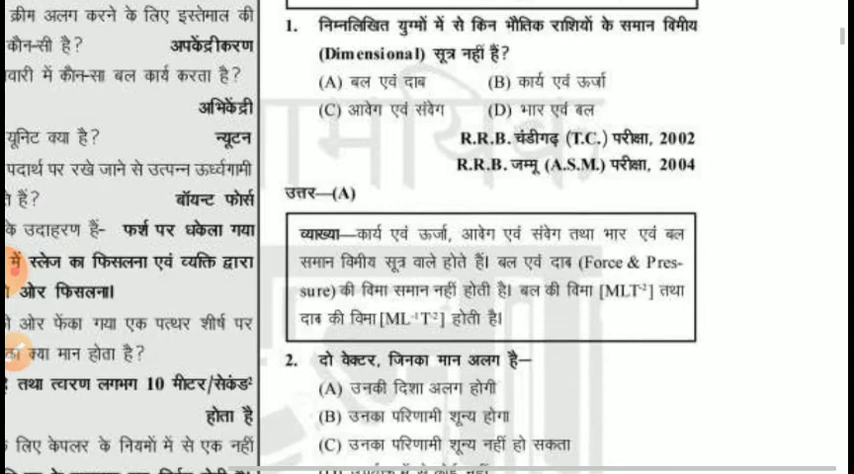 क्रीम अलग करने के लिए इस्तेमाल की
कौन-सी है? अपकेंद्रीकरण
वारी में कौन-सा बल कार्य करता है?
अभिकेंद्री
यूनिट क्या है? न्यूटन
पदार्थ पर रखे जाने से उत्पन्न ऊर्ध्वगामी
हैं? बॉयन्ट फोर्स
के उदाहरण हैं- फर्श पर धकेला गया
में स्लेज का फिसलना एवं व्यक्ति द्वारा
ओर फिसलना।
ओर फेंका गया एक पत्थर शीर्ष पर
क्या मान होता है?
तथा त्वरण लगभग 10 मीटर/सेकंड²
होता है
लिए केपलर के नियमों में से एक नहीं
1. निम्नलिखित युग्मों में से किन भौतिक राशियों के समान विमीय
(Dimensional) सूत्र नहीं हैं?
(A) बल एवं दाब (B) कार्य एवं ऊर्जा
(C) आवेग एवं संवेग (D) भार एवं बल
R.R.B. चंडीगढ़ (T.C.) परीक्षा, 2002
R.R.B. जम्मू (A.S.M.) परीक्षा, 2004
उत्तर—(A)
व्याख्या—कार्य एवं ऊर्जा, आवेग एवं संवेग तथा भार एवं बल
समान विमीय सूत्र वाले होते हैं। बल एवं दाब (Force & Pres-
sure) की विमा समान नहीं होती है। बल की विमा [MLT⁻²] तथा
दाब की विमा [ML⁻¹T⁻²] होती है।
2. दो वेक्टर, जिनका मान अलग है—
(A) उनकी दिशा अलग होगी
(B) उनका परिणामी शून्य होगा
(C) उनका परिणामी शून्य नहीं हो सकता